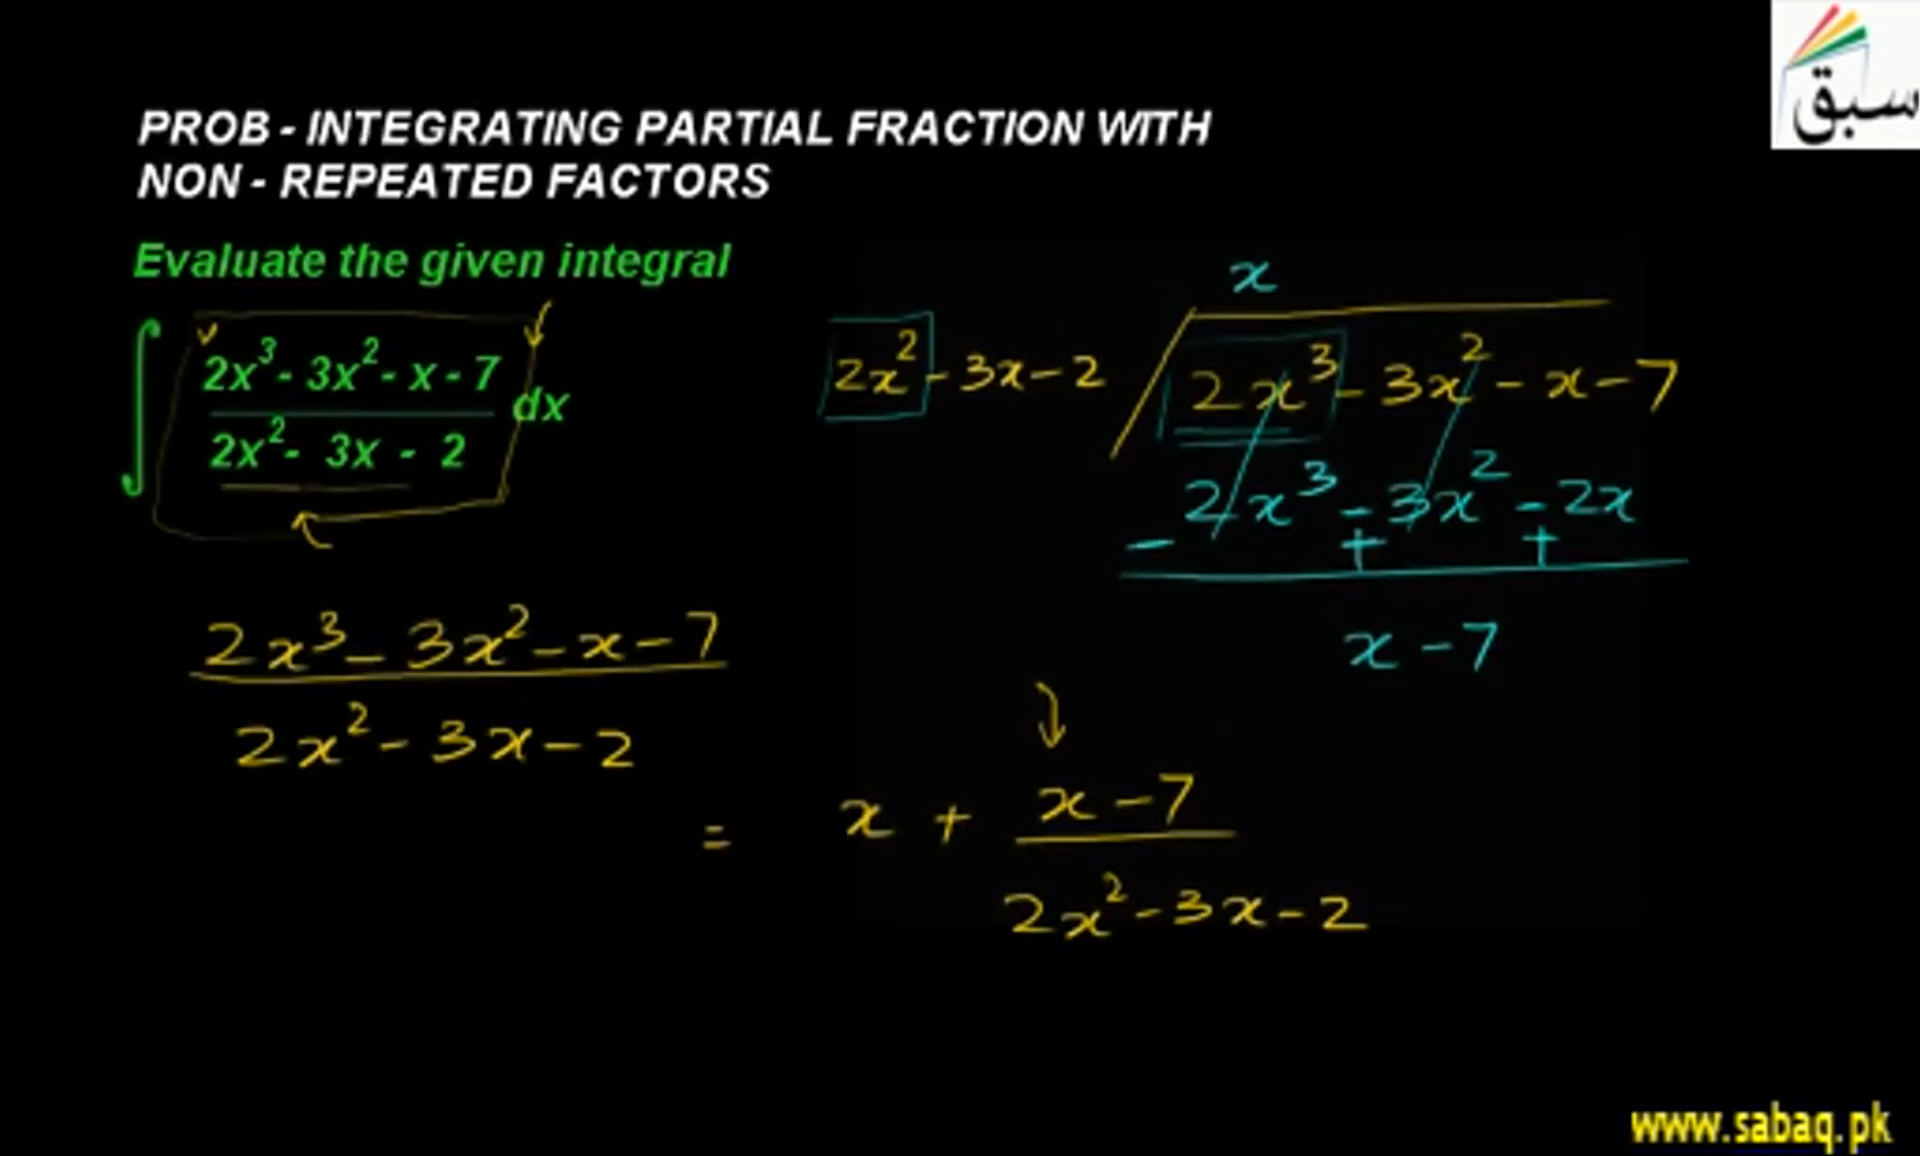 سبق
PROB - INTEGRATING PARTIAL FRACTION WITH
NON - REPEATED FACTORS
Evaluate the given integral
∫ (2x³ - 3x² - x - 7)/(2x² - 3x - 2) dx
x
2x² - 3x - 2 2x³ - 3x² - x - 7
2x³ - 3x² - 2x
- + +
x - 7
2x³ - 3x² - x - 7
2x² - 3x - 2
= x + (x - 7)/(2x² - 3x - 2)
www.sabaq.pk